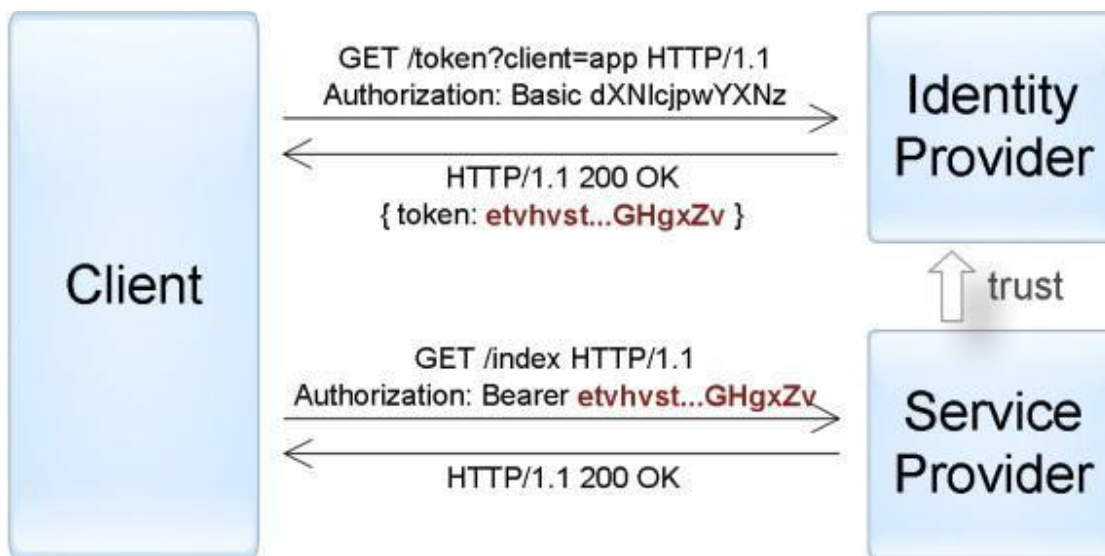 Client
GET /token?client=app HTTP/1.1
Authorization: Basic dXNlcjpwYXNz
HTTP/1.1 200 OK
{ token: etvhvst...GHgxZv }
Identity
Provider
trust
GET /index HTTP/1.1
Authorization: Bearer etvhvst...GHgxZv
HTTP/1.1 200 OK
Service
Provider